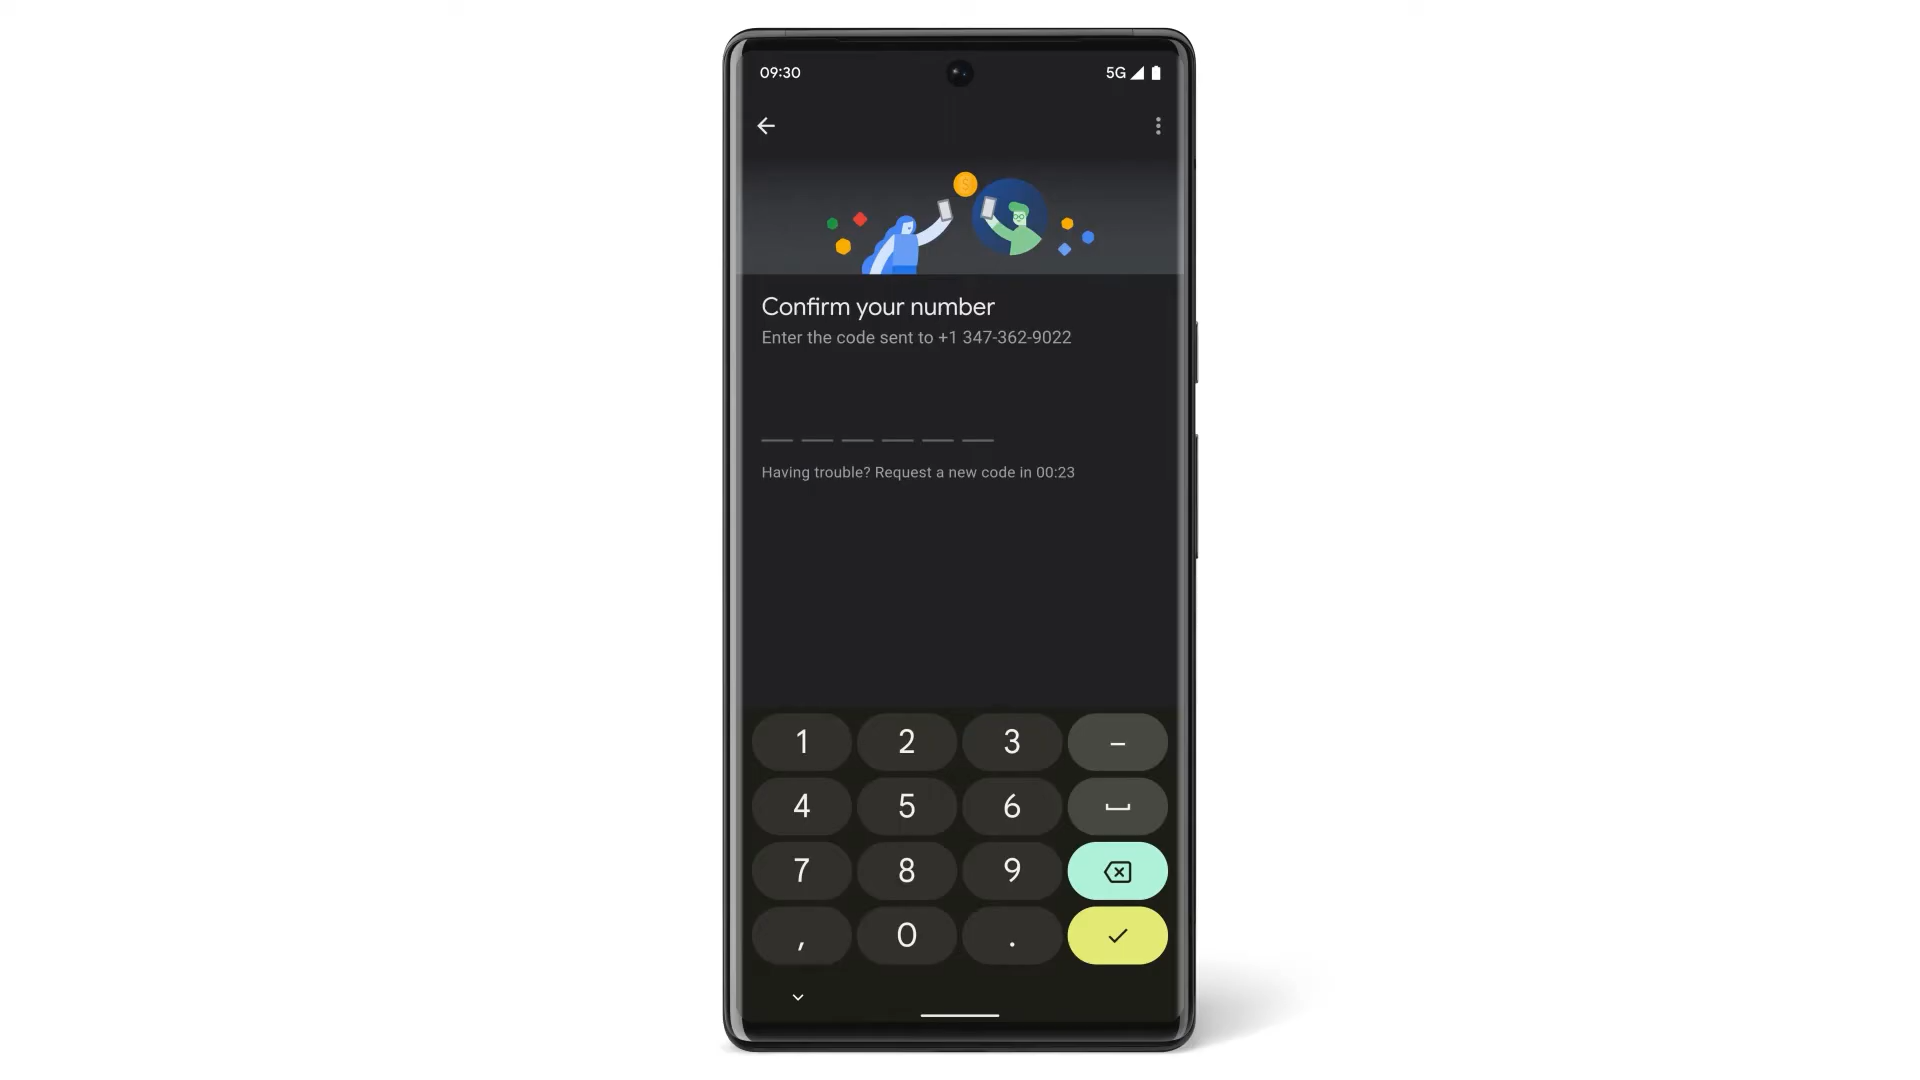 09:30 5G
Confirm your number
Enter the code sent to +1 347-362-9022
Having trouble? Request a new code in 00:23
1 2 3 –
4 5 6
7 8 9
, 0 .